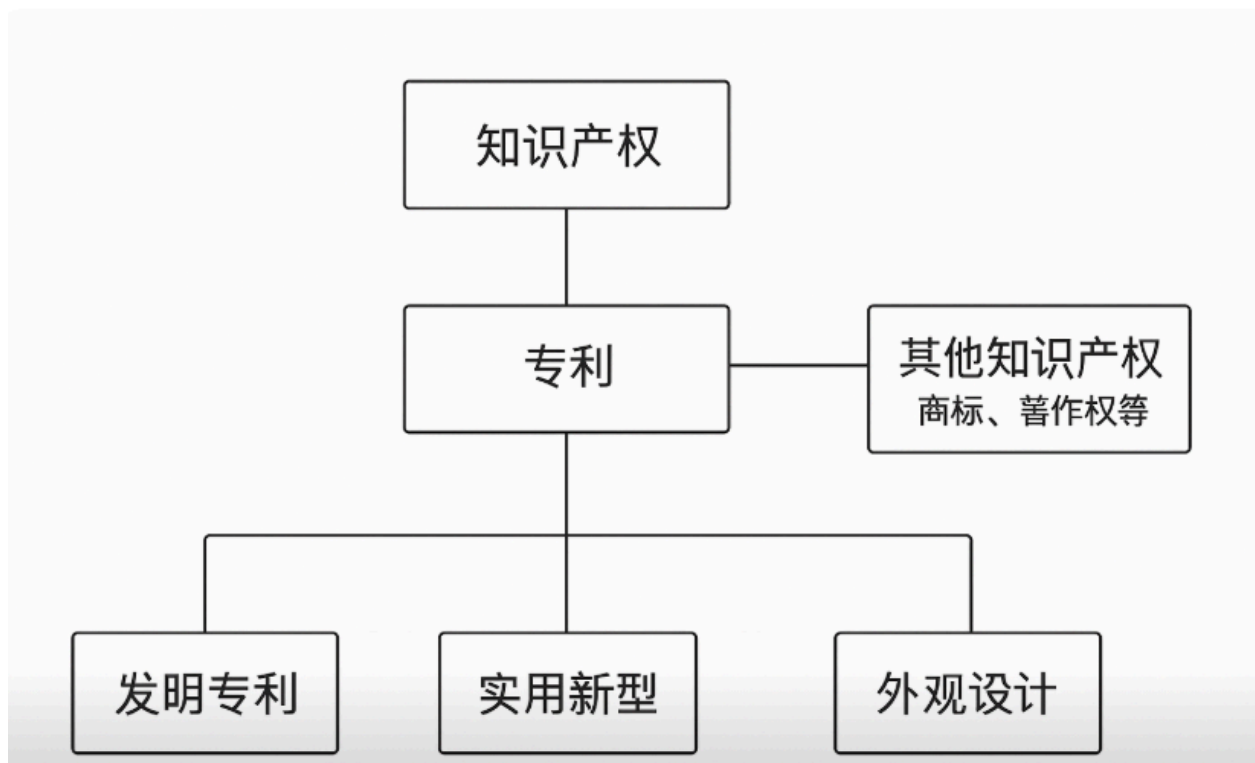 知识产权
专利
其他知识产权
商标、善作权等
发明专利
实用新型
外观设计